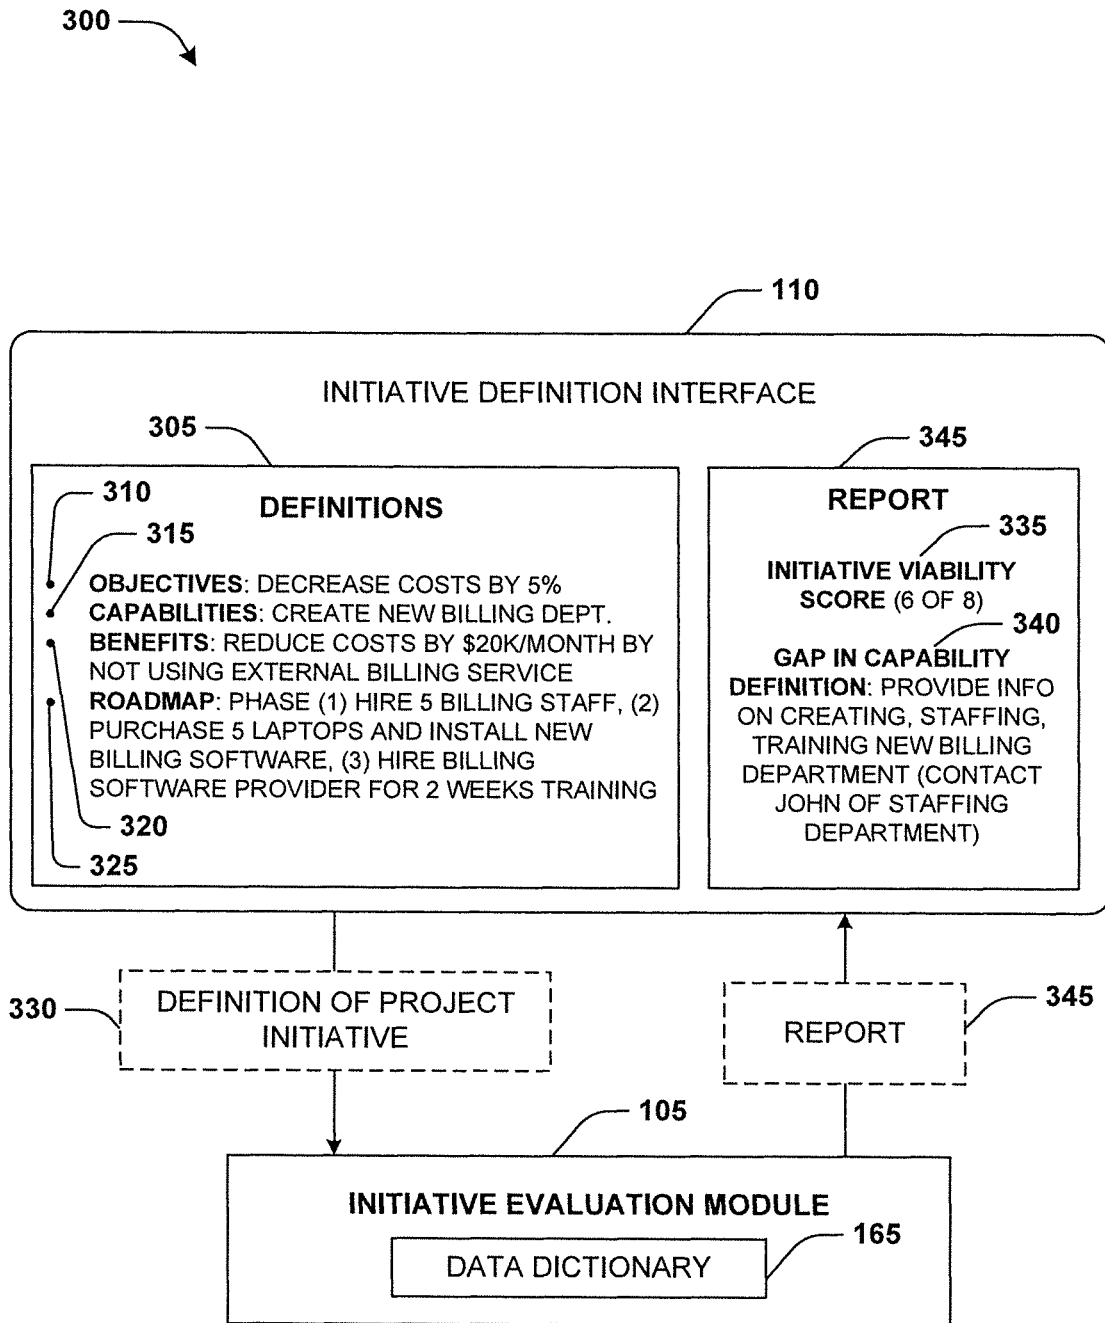 300
110
INITIATIVE DEFINITION INTERFACE
305
345
310
DEFINITIONS
315
OBJECTIVES: DECREASE COSTS BY 5%
CAPABILITIES: CREATE NEW BILLING DEPT.
BENEFITS: REDUCE COSTS BY $20K/MONTH BY
NOT USING EXTERNAL BILLING SERVICE
ROADMAP: PHASE (1) HIRE 5 BILLING STAFF, (2)
PURCHASE 5 LAPTOPS AND INSTALL NEW
BILLING SOFTWARE, (3) HIRE BILLING
SOFTWARE PROVIDER FOR 2 WEEKS TRAINING
320
325
REPORT
335
INITIATIVE VIABILITY
SCORE (6 OF 8)
340
GAP IN CAPABILITY
DEFINITION: PROVIDE INFO
ON CREATING, STAFFING,
TRAINING NEW BILLING
DEPARTMENT (CONTACT
JOHN OF STAFFING
DEPARTMENT)
330
DEFINITION OF PROJECT
INITIATIVE
REPORT
345
105
INITIATIVE EVALUATION MODULE
165
DATA DICTIONARY